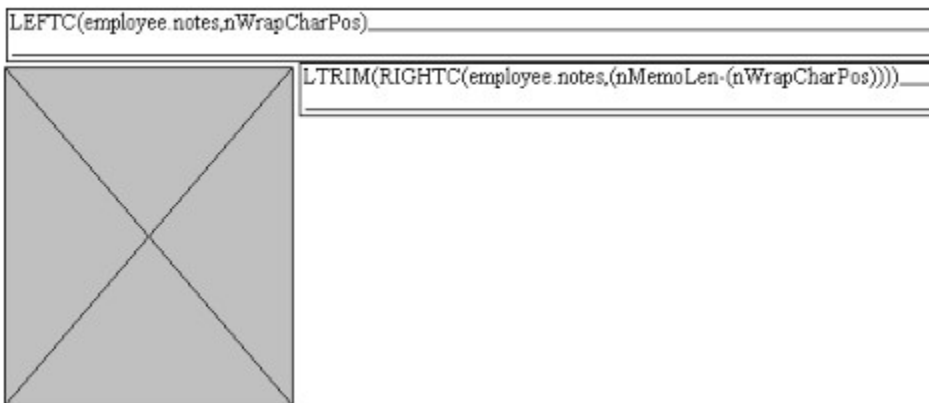 LEFTC(employee.notes,nWrapCharPos)
LTRIM(RIGHTC(employee.notes,(nMemoLen-(nWrapCharPos))))